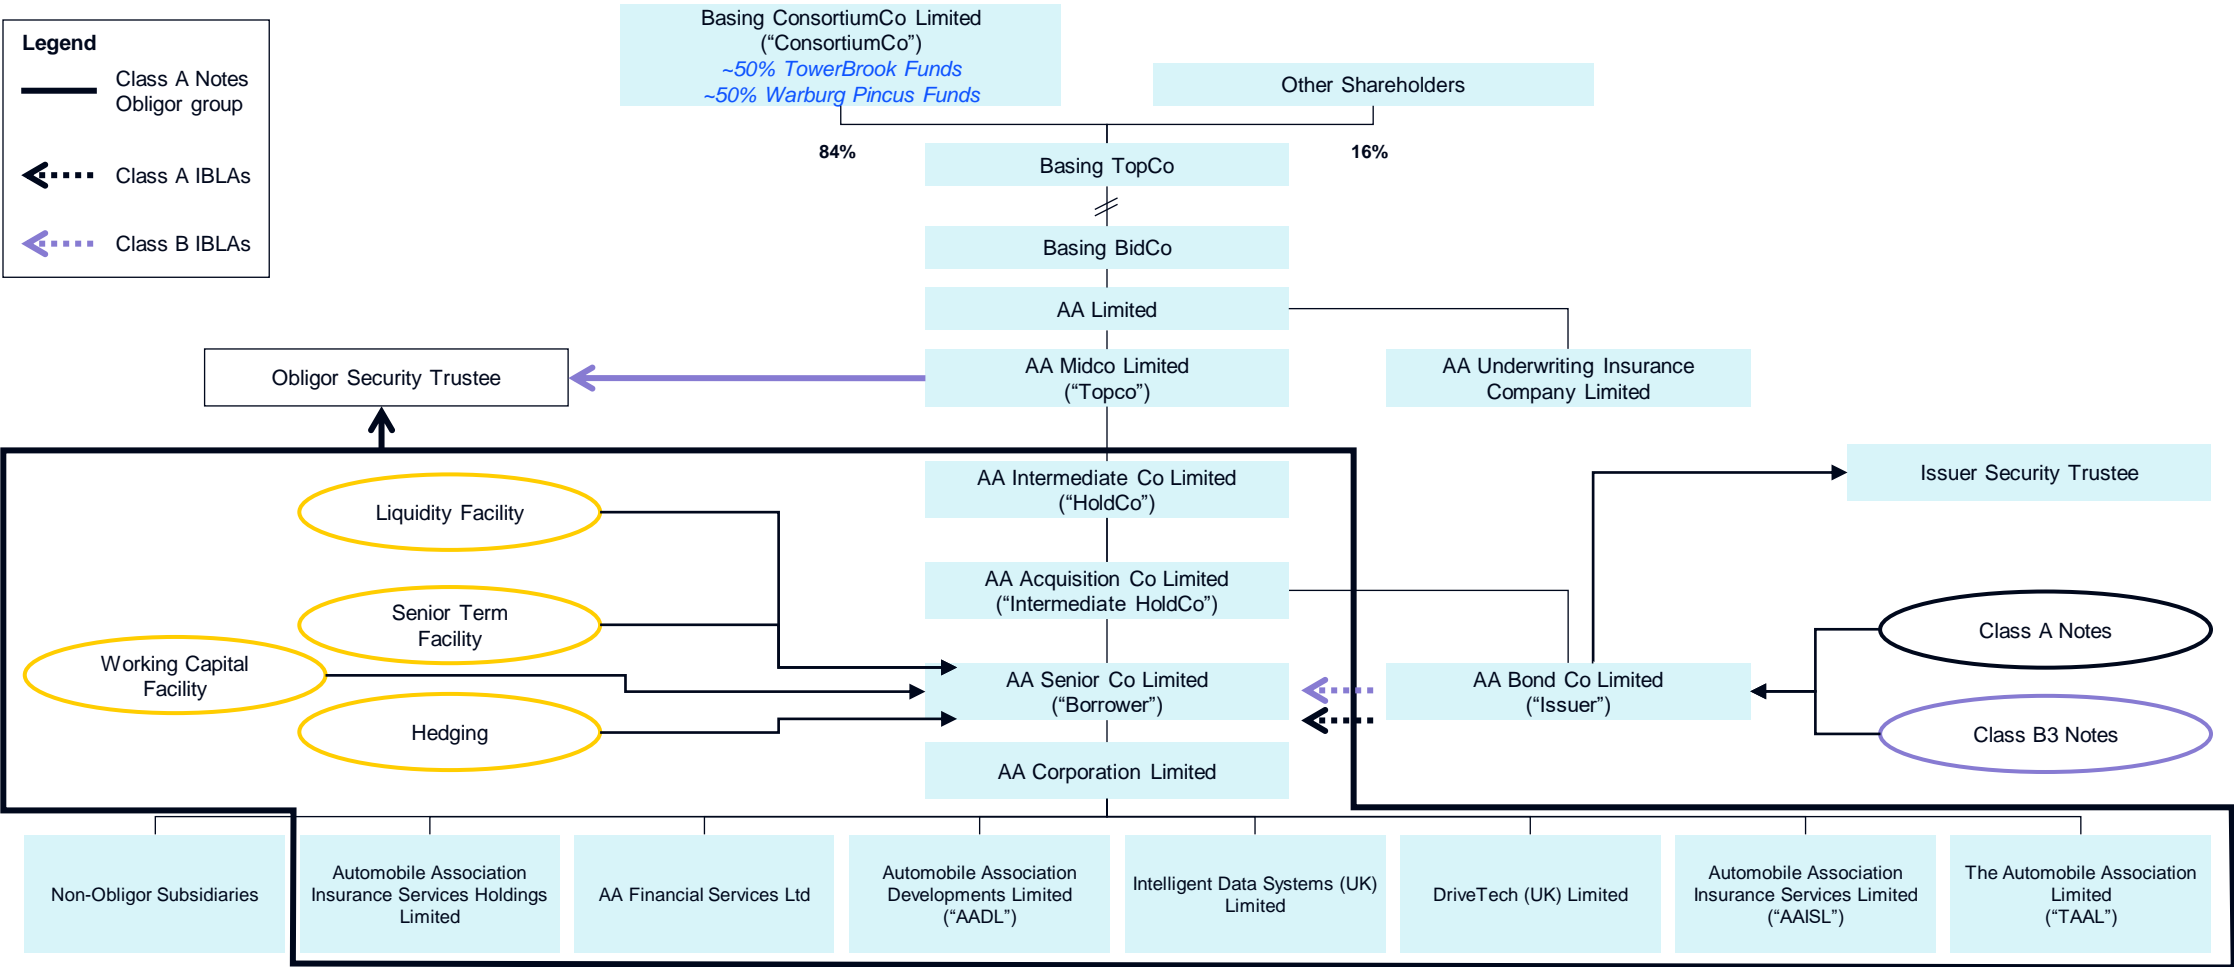 Legend
Class A Notes
Obligor group
Class A IBLAs
Class B IBLAs
Basing ConsortiumCo Limited
(“ConsortiumCo”)
~50% TowerBrook Funds
~50% Warburg Pincus Funds
Other Shareholders
84%
16%
Basing TopCo
Basing BidCo
AA Limited
Obligor Security Trustee
AA Midco Limited
(“Topco”)
AA Underwriting Insurance
Company Limited
AA Intermediate Co Limited
(“HoldCo”)
Issuer Security Trustee
Liquidity Facility
AA Acquisition Co Limited
(“Intermediate HoldCo”)
Senior Term
Facility
Class A Notes
Working Capital
Facility
AA Senior Co Limited
(“Borrower”)
AA Bond Co Limited
(“Issuer”)
Hedging
Class B3 Notes
AA Corporation Limited
Non-Obligor Subsidiaries
Automobile Association
Insurance Services Holdings
Limited
AA Financial Services Ltd
Automobile Association
Developments Limited
(“AADL”)
Intelligent Data Systems (UK)
Limited
DriveTech (UK) Limited
Automobile Association
Insurance Services Limited
(“AAISL”)
The Automobile Association
Limited
(“TAAL”)